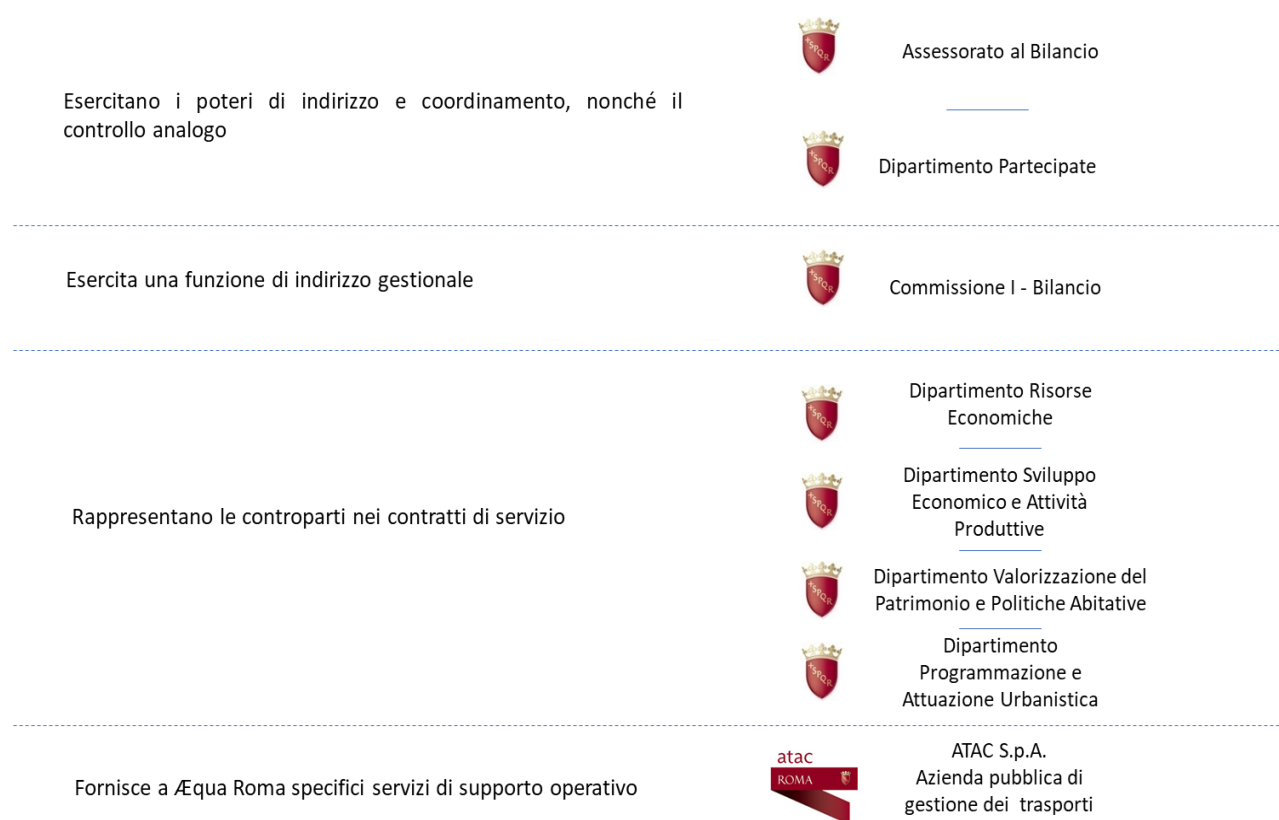 Esercitano i poteri di indirizzo e coordinamento, nonché il
controllo analogo
Assessorato al Bilancio
Dipartimento Partecipate
Esercita una funzione di indirizzo gestionale
Commissione I - Bilancio
Rappresentano le controparti nei contratti di servizio
Dipartimento Risorse
Economiche
Dipartimento Sviluppo
Economico e Attività
Produttive
Dipartimento Valorizzazione del
Patrimonio e Politiche Abitative
Dipartimento
Programmazione e
Attuazione Urbanistica
Fornisce a Æqua Roma specifici servizi di supporto operativo
atac
ROMA
ATAC S.p.A.
Azienda pubblica di
gestione dei trasporti